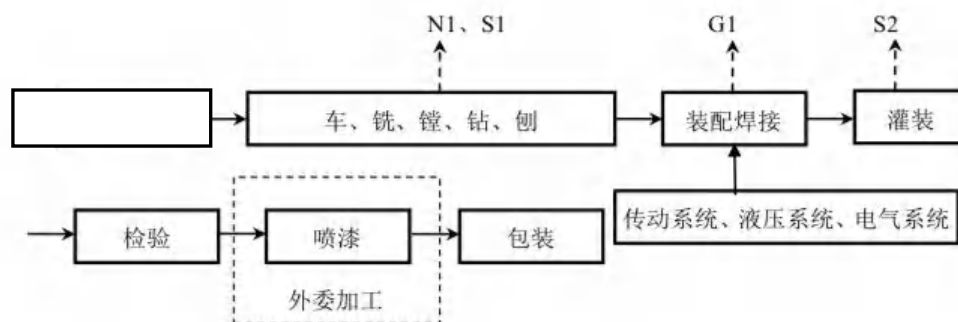 N1、S1
G1
S2
车、铣、镗、钻、刨
装配焊接
灌装
传动系统、液压系统、电气系统
检验
喷漆
包装
外委加工